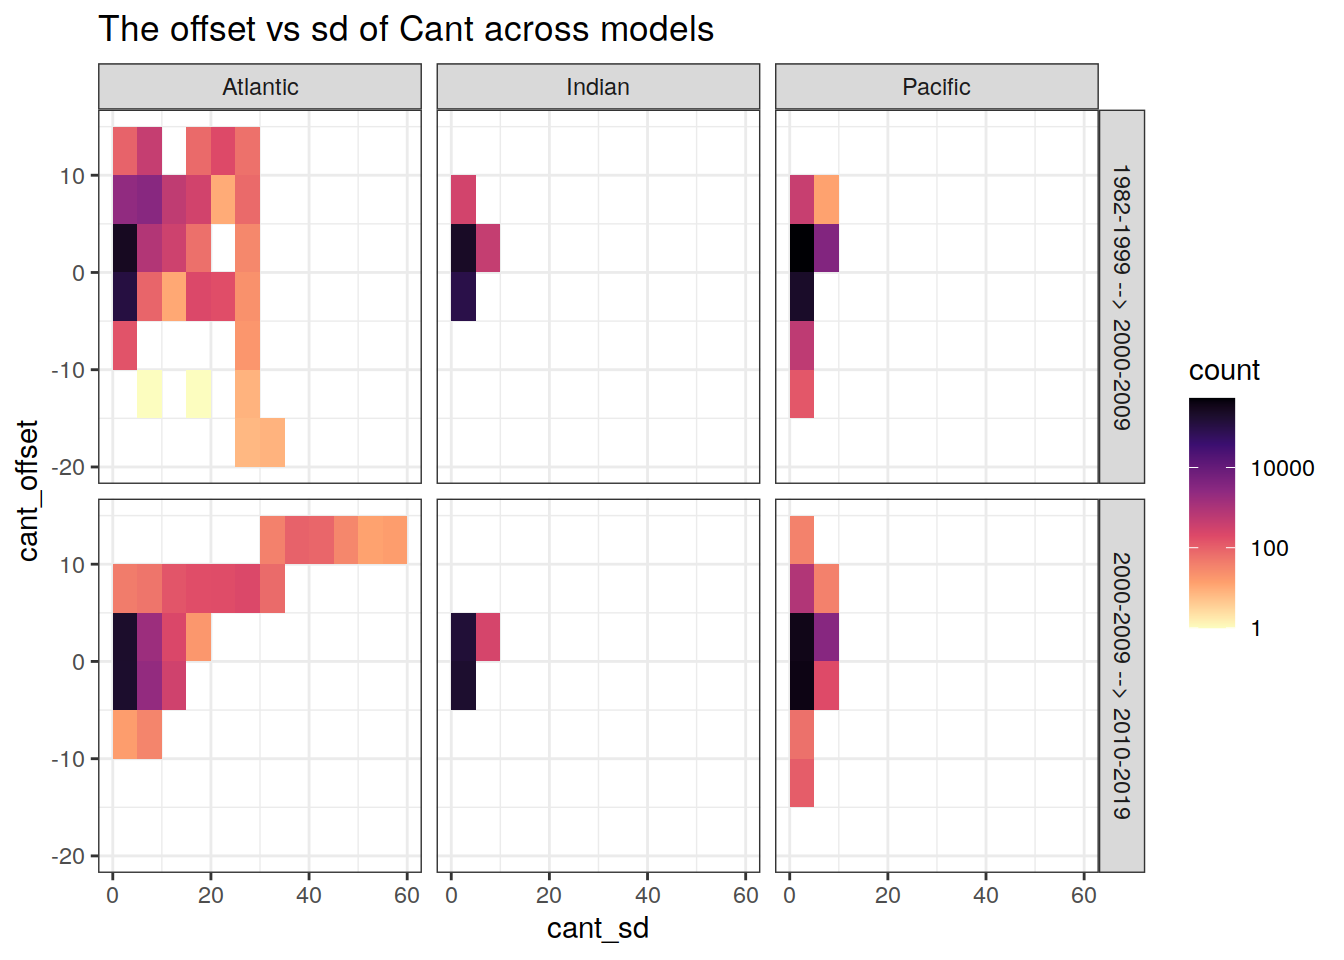 The offset vs sd of Cant across models
Atlantic
Indian
Pacific
10
0
-10
-20
1982-1999 --> 2000-2009
10
0
-10
-20
2000-2009 --> 2010-2019
0 20 40 60
0 20 40 60
0 20 40 60
cant_sd
cant_offset
count
10000
100
1